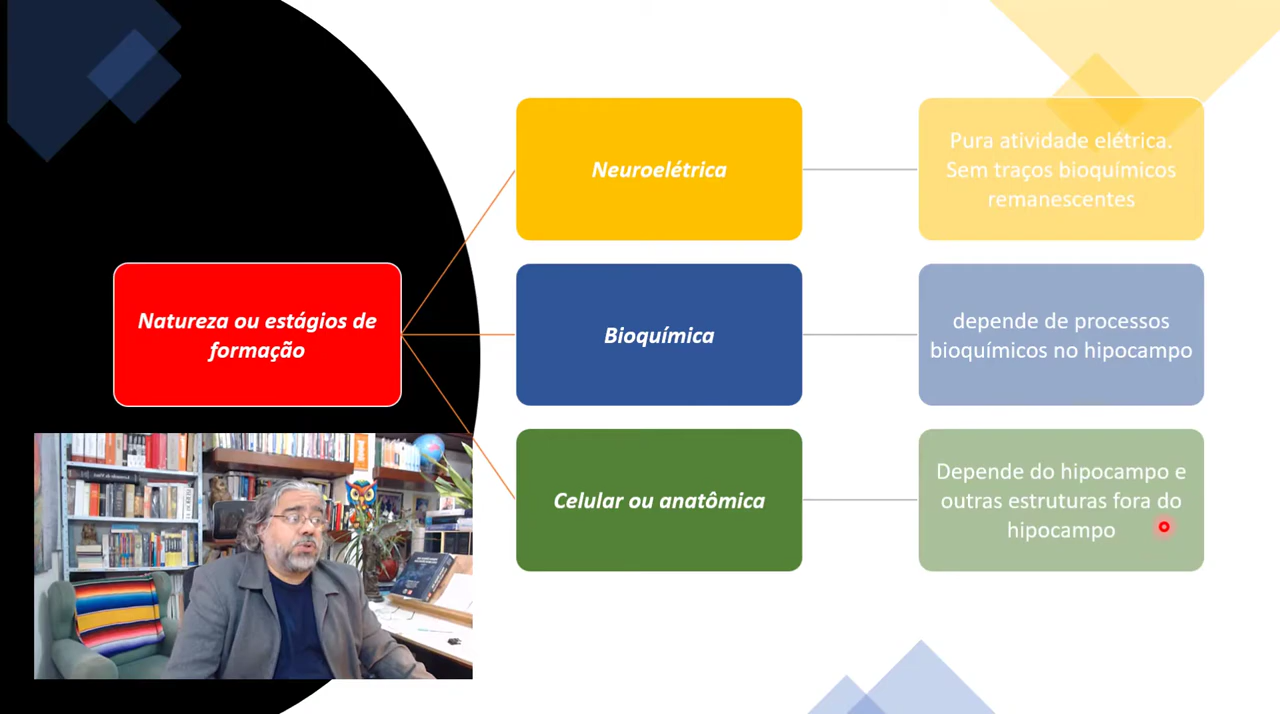 Natureza ou estágios de
formação
Neuroelétrica
Pura atividade elétrica.
Sem traços bioquímicos
remanescentes
Bioquímica
depende de processos
bioquímicos no hipocampo
Celular ou anatômica
Depende do hipocampo e
outras estruturas fora do
hipocampo